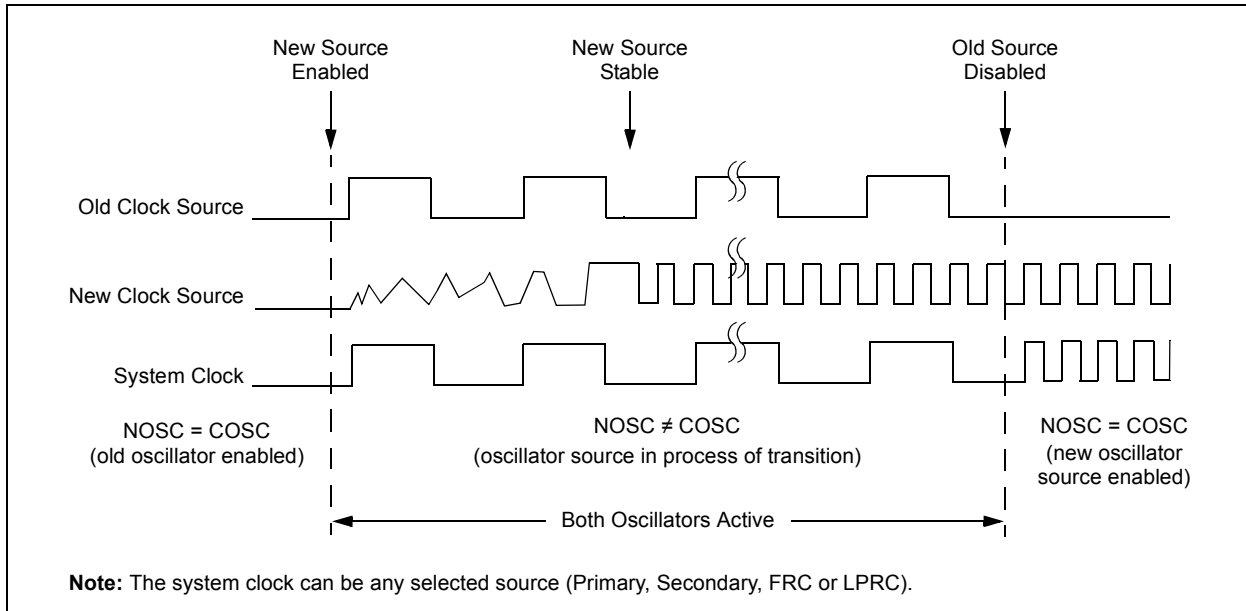 New Source
Enabled
New Source
Stable
Old Source
Disabled
Old Clock Source
New Clock Source
System Clock
NOSC = COSC
(old oscillator enabled)
NOSC ≠ COSC
(oscillator source in process of transition)
NOSC = COSC
(new oscillator
source enabled)
Both Oscillators Active
Note: The system clock can be any selected source (Primary, Secondary, FRC or LPRC).